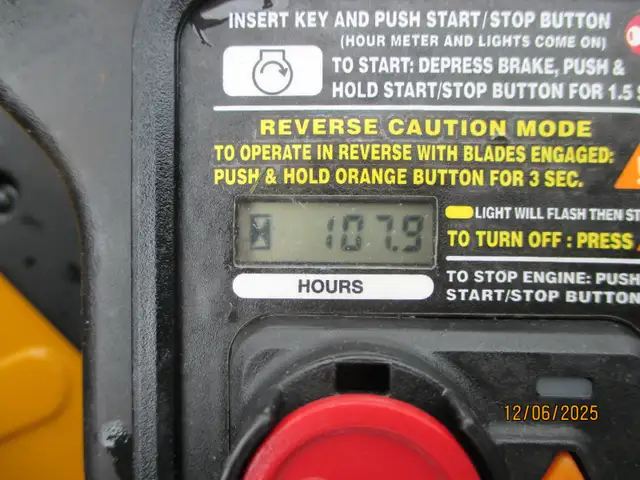 INSERT KEY AND PUSH START/STOP BUTTON
(HOUR METER AND LIGHTS COME ON)
TO START: DEPRESS BRAKE, PUSH &
HOLD START/STOP BUTTON FOR 1.5
REVERSE CAUTION MODE
TO OPERATE IN REVERSE WITH BLADES ENGAGED:
PUSH & HOLD ORANGE BUTTON FOR 3 SEC.
107.9
LIGHT WILL FLASH THEN
TO TURN OFF : PRESS
HOURS
TO STOP ENGINE: PUSH
START/STOP BUTTON
12/06/2025